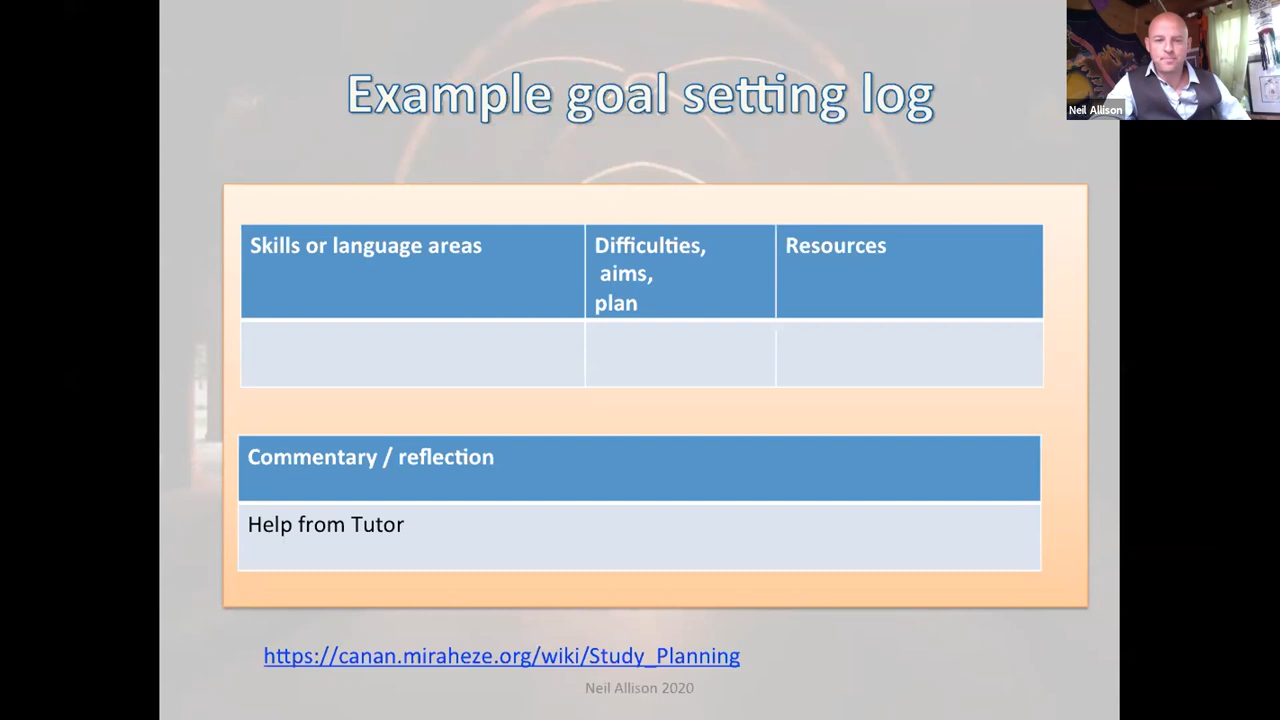 Example goal setting log
Neil Allison
Skills or language areas
Difficulties,
aims,
plan
Resources
Commentary / reflection
Help from Tutor
https://canan.miraheze.org/wiki/Study_Planning
Neil Allison 2020